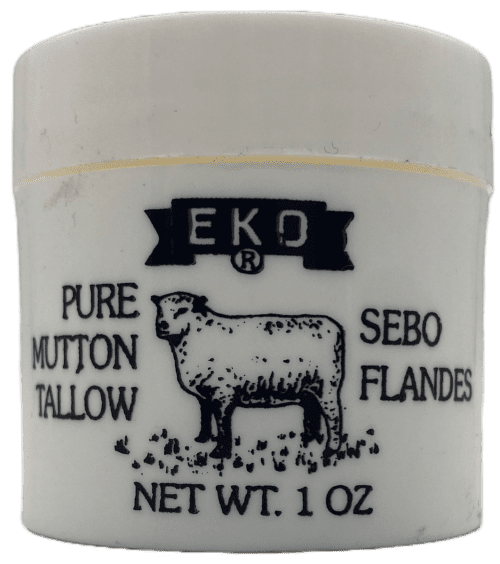 EKO
®
PURE
MUTTON
TALLOW
SEBO
FLANDES
NET WT. 1 OZ